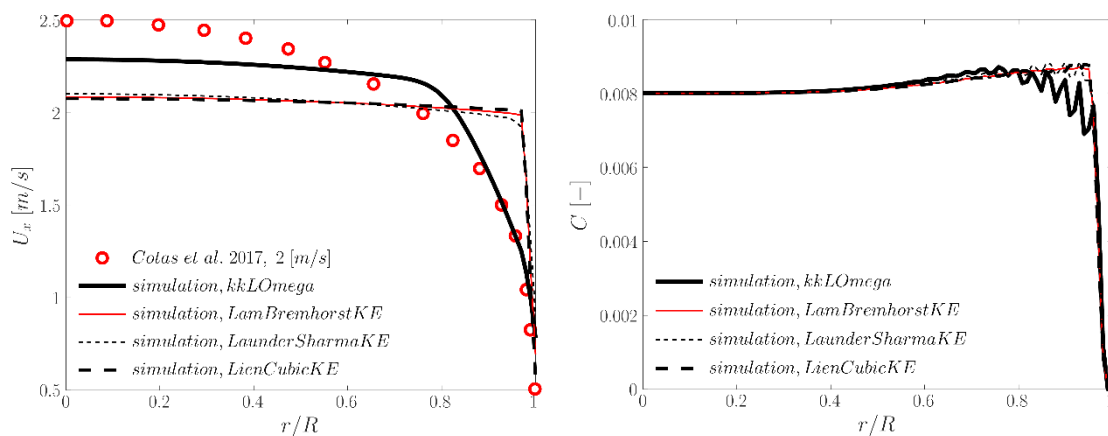 2.5
2
1.5
1
0.5
U_x [m/s]
Cotas et al. 2017, 2 [m/s]
simulation, kkLOmega
simulation, LamBremhorstKE
simulation, LaunderSharmaKE
simulation, LienCubicKE
0
0.2
0.4
0.6
0.8
1
r/R
0.01
0.008
0.006
0.004
0.002
0
C [−]
simulation, kkLOmega
simulation, LamBremhorstKE
simulation, LaunderSharmaKE
simulation, LienCubicKE
0
0.2
0.4
0.6
0.8
1
r/R